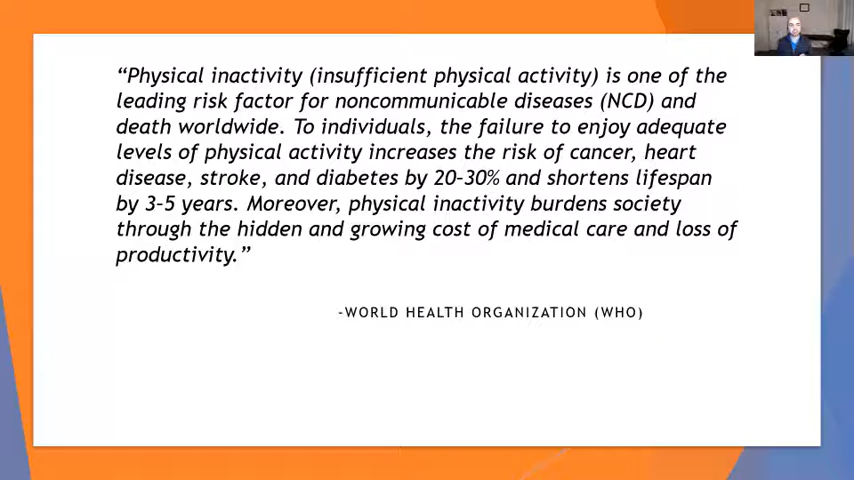 “Physical inactivity (insufficient physical activity) is one of the
leading risk factor for noncommunicable diseases (NCD) and
death worldwide. To individuals, the failure to enjoy adequate
levels of physical activity increases the risk of cancer, heart
disease, stroke, and diabetes by 20–30% and shortens lifespan
by 3–5 years. Moreover, physical inactivity burdens society
through the hidden and growing cost of medical care and loss of
productivity.”
-WORLD HEALTH ORGANIZATION (WHO)